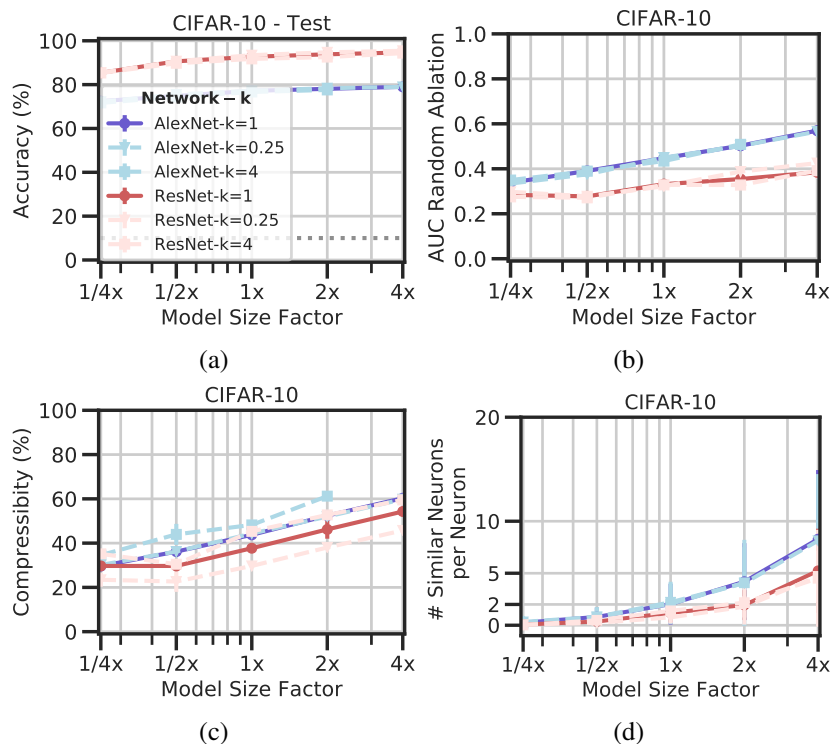 CIFAR-10 - Test
Accuracy (%)
100
80
60
40
20
0
Network – k
AlexNet-k=1
AlexNet-k=0.25
AlexNet-k=4
ResNet-k=1
ResNet-k=0.25
ResNet-k=4
1/4x 1/2x 1x 2x 4x
Model Size Factor
(a)
CIFAR-10
AUC Random Ablation
1.0
0.8
0.6
0.4
0.2
0.0
1/4x 1/2x 1x 2x 4x
Model Size Factor
(b)
CIFAR-10
Compressibity (%)
100
80
60
40
20
0
1/4x 1/2x 1x 2x 4x
Model Size Factor
(c)
CIFAR-10
# Similar Neurons
per Neuron
20
10
5
2
0
1/4x 1/2x 1x 2x 4x
Model Size Factor
(d)